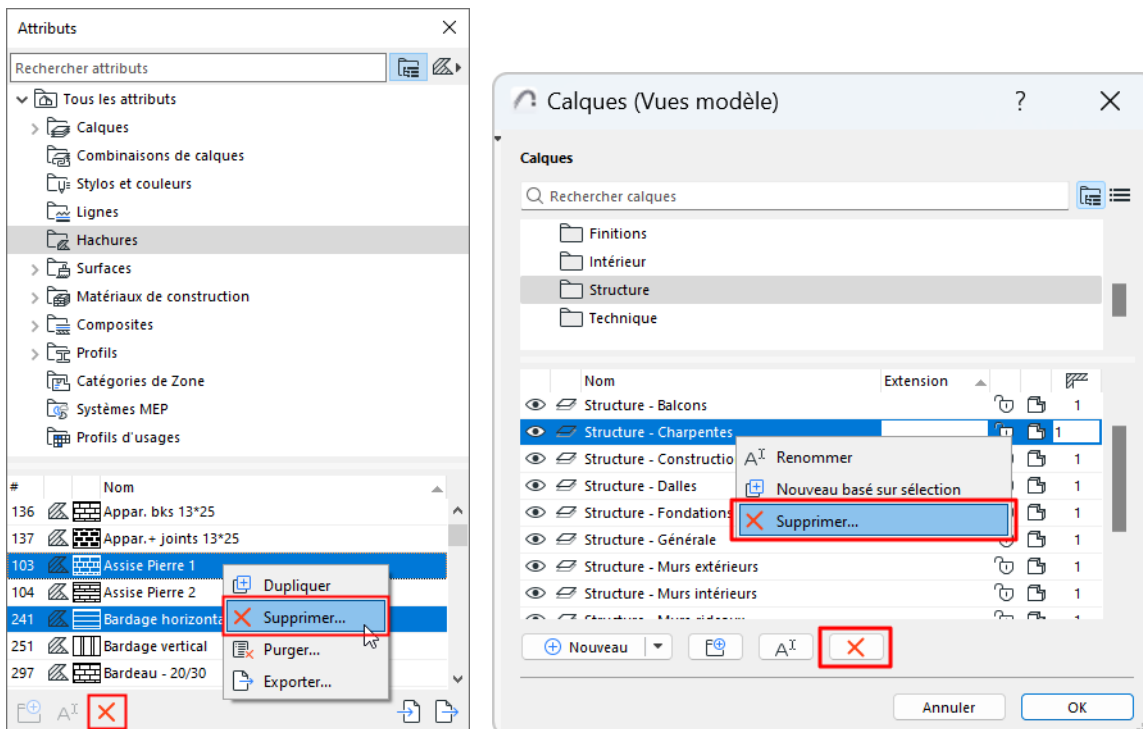 Attributs
Rechercher attributs
Tous les attributs
Calques
Combinaisons de calques
Stylos et couleurs
Lignes
Hachures
Surfaces
Matériaux de construction
Composites
Profils
Catégories de Zone
Systèmes MEP
Profils d'usages
# Nom
136 Appar. bks 13*25
137 Appar.+ joints 13*25
103 Assise Pierre 1
104 Assise Pierre 2
241 Bardage horizonta
251 Bardage vertical
297 Bardeau - 20/30
Dupliquer
Supprimer...
Purger...
Exporter...
Calques (Vues modèle) ?
Calques
Rechercher calques
Finitions
Intérieur
Structure
Technique
Nom Extension
Structure - Balcons 1
Structure - Charpentes 1
Structure - Constructio 1
Structure - Dalles 1
Structure - Fondations 1
Structure - Générale 1
Structure - Murs extérieurs 1
Structure - Murs intérieurs 1
Renommer
Nouveau basé sur sélection
Supprimer...
Nouveau
Annuler OK